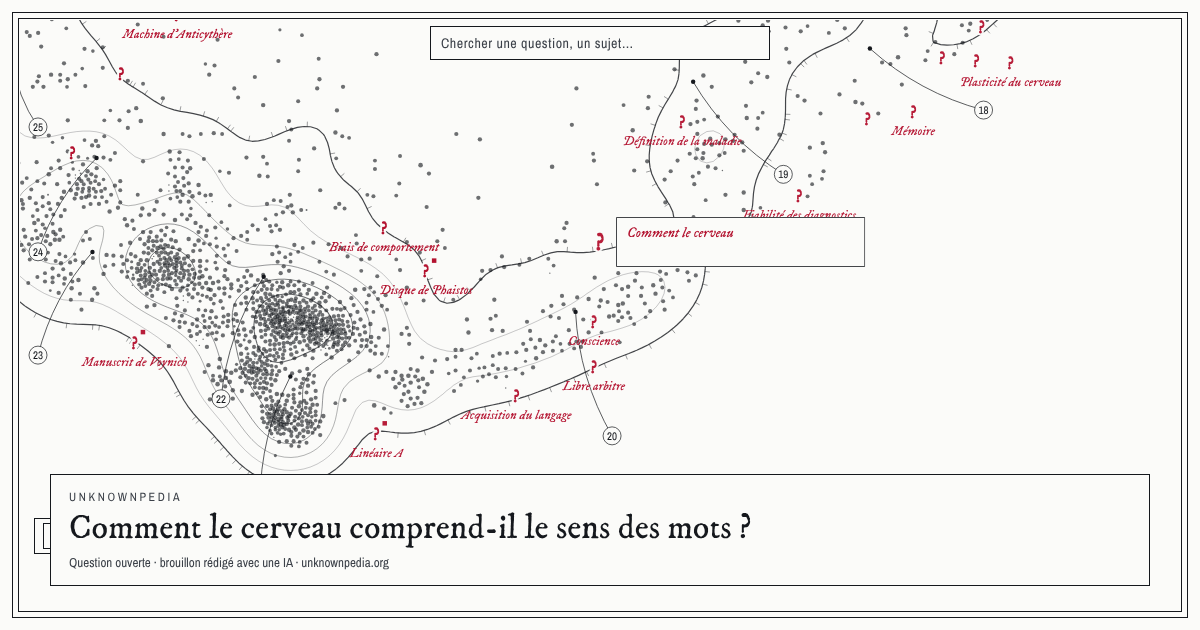 Machine d'Anticythère
Chercher une question, un sujet...
Plasticité du cerveau
18
25
Mémoire
Définition de la maladie
19
Fiabilité des diagnostics
Comment le cerveau
24
Biais de comportement
Disque de Phaistos
Conscience
23
Manuscrit de Voynich
22
Libre arbitre
Acquisition du langage
20
Linéaire A
UNKNOWNPEDIA
Comment le cerveau comprend-il le sens des mots ?
Question ouverte · brouillon rédigé avec une IA · unknownpedia.org